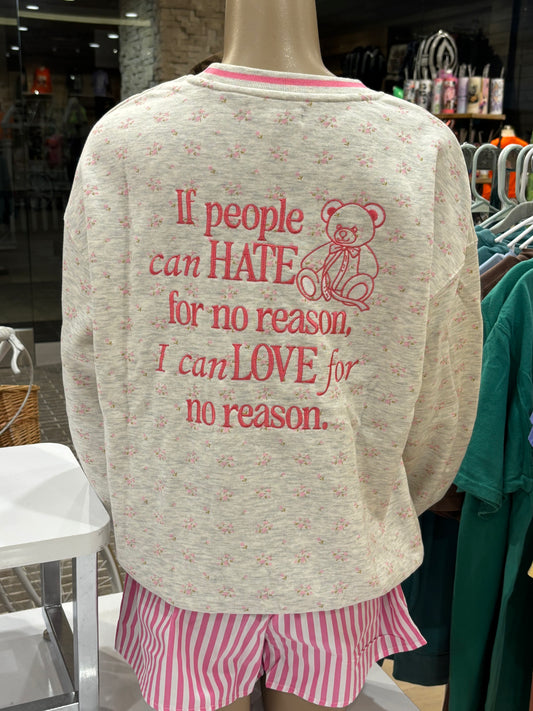 If people
can HATE
for no reason,
I can LOVE for
no reason.